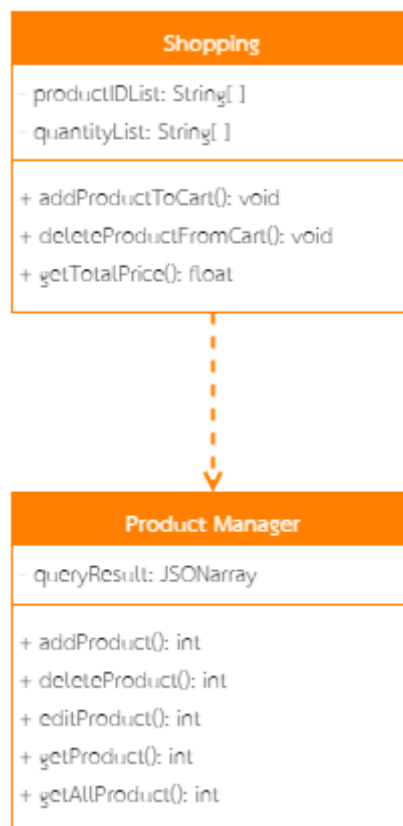 Shopping
- productIDList: String[ ]
- quantityList: String[ ]
+ addProductToCart(): void
+ deleteProductFromCart(): void
+ getTotalPrice(): float
Product Manager
- queryResult: JSONarray
+ addProduct(): int
+ deleteProduct(): int
+ editProduct(): int
+ getProduct(): int
+ getAllProduct(): int